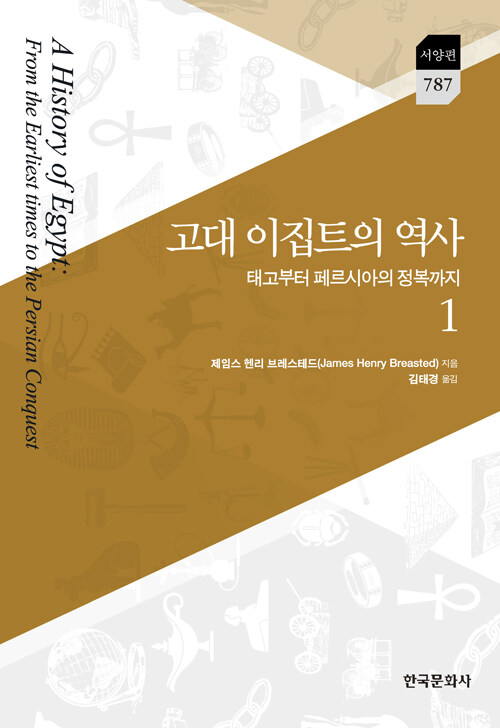 서양편
787
A History of Egypt:
From the Earliest times to the Persian Conquest
고대 이집트의 역사
태고부터 페르시아의 정복까지
1
제임스 헨리 브레스테드(James Henry Breasted) 지음
김태경 옮김
한국문화사